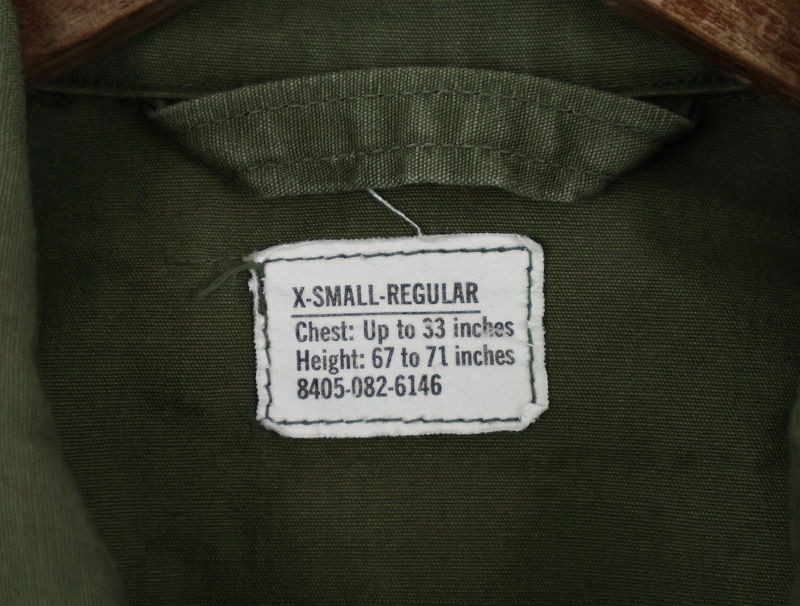 X-SMALL-REGULAR
Chest: Up to 33 inches
Height: 67 to 71 inches
8405-082-6146